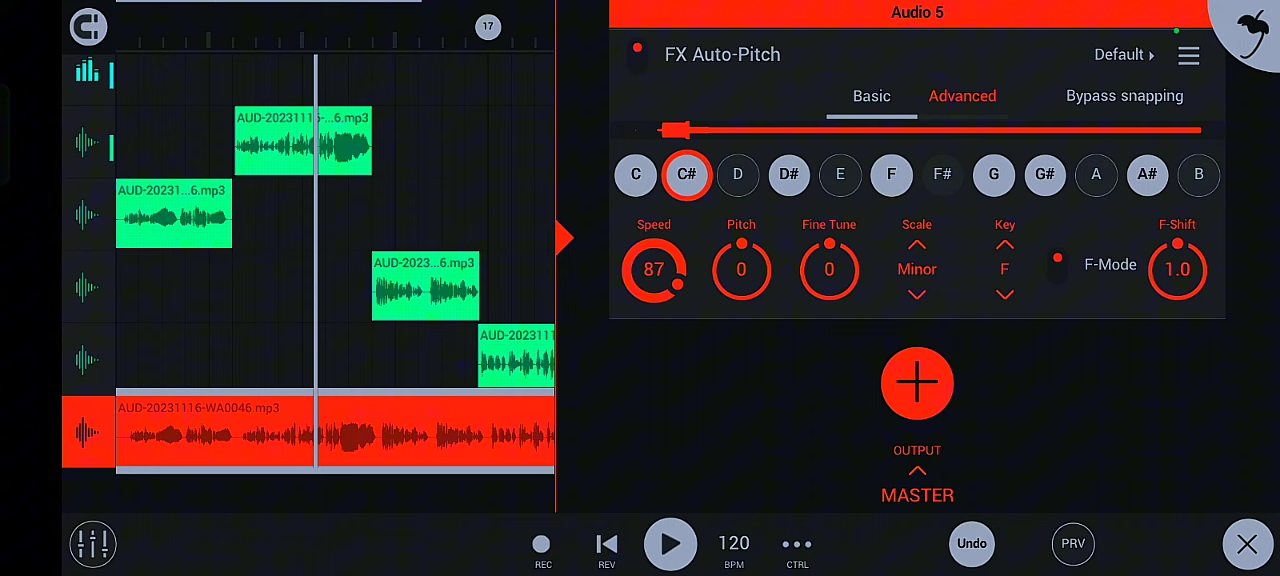 Audio 5
17
FX Auto-Pitch
Default
Basic
Advanced
Bypass snapping
AUD-20231116-...6.mp3
C
C#
D
D#
E
F
F#
G
G#
A
A#
B
AUD-20231...6.mp3
Speed
Pitch
Fine Tune
Scale
Key
F-Shift
87
0
0
Minor
F
F-Mode
1.0
AUD-2023...6.mp3
AUD-2023111
AUD-20231116-WA0046.mp3
OUTPUT
MASTER
REC
REV
120
BPM
CTRL
Undo
PRV